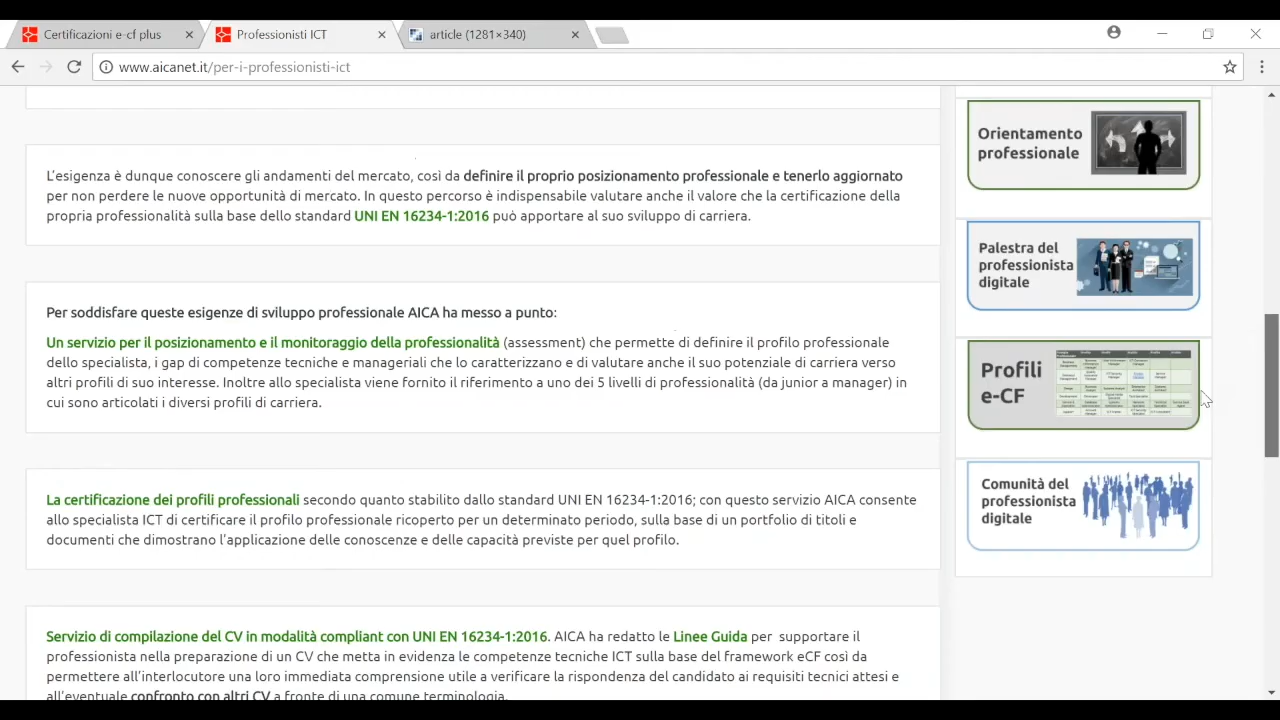 Certificazioni e-cf plus
Professionisti ICT
article (1281×340)
www.aicanet.it/per-i-professionisti-ict
L'esigenza è dunque conoscere gli andamenti del mercato, così da definire il proprio posizionamento professionale e tenerlo aggiornato
per non perdere le nuove opportunità di mercato. In questo percorso è indispensabile valutare anche il valore che la certificazione della
propria professionalità sulla base dello standard UNI EN 16234-1:2016 può apportare al suo sviluppo di carriera.
Per soddisfare queste esigenze di sviluppo professionale AICA ha messo a punto:
Un servizio per il posizionamento e il monitoraggio della professionalità (assessment) che permette di definire il profilo professionale
dello specialista, i gap di competenze tecniche e manageriali che lo caratterizzano e di valutare anche il suo potenziale di carriera verso
altri profili di suo interesse. Inoltre allo specialista viene fornito il riferimento a uno dei 5 livelli di professionalità (da junior a manager) in
cui sono articolati i diversi profili di carriera.
La certificazione dei profili professionali secondo quanto stabilito dallo standard UNI EN 16234-1:2016; con questo servizio AICA consente
allo specialista ICT di certificare il profilo professionale ricoperto per un determinato periodo, sulla base di un portfolio di titoli e
documenti che dimostrano l'applicazione delle conoscenze e delle capacità previste per quel profilo.
Servizio di compilazione del CV in modalità compliant con UNI EN 16234-1:2016. AICA ha redatto le Linee Guida per supportare il
professionista nella preparazione di un CV che metta in evidenza le competenze tecniche ICT sulla base del framework eCF così da
permettere all'interlocutore una loro immediata comprensione utile a verificare la rispondenza del candidato ai requisiti tecnici attesi e
all'eventuale confronto con altri CV a fronte di una comune terminologia.
Orientamento
professionale
Palestra del
professionista
digitale
Profili
e-CF
Comunità del
professionista
digitale